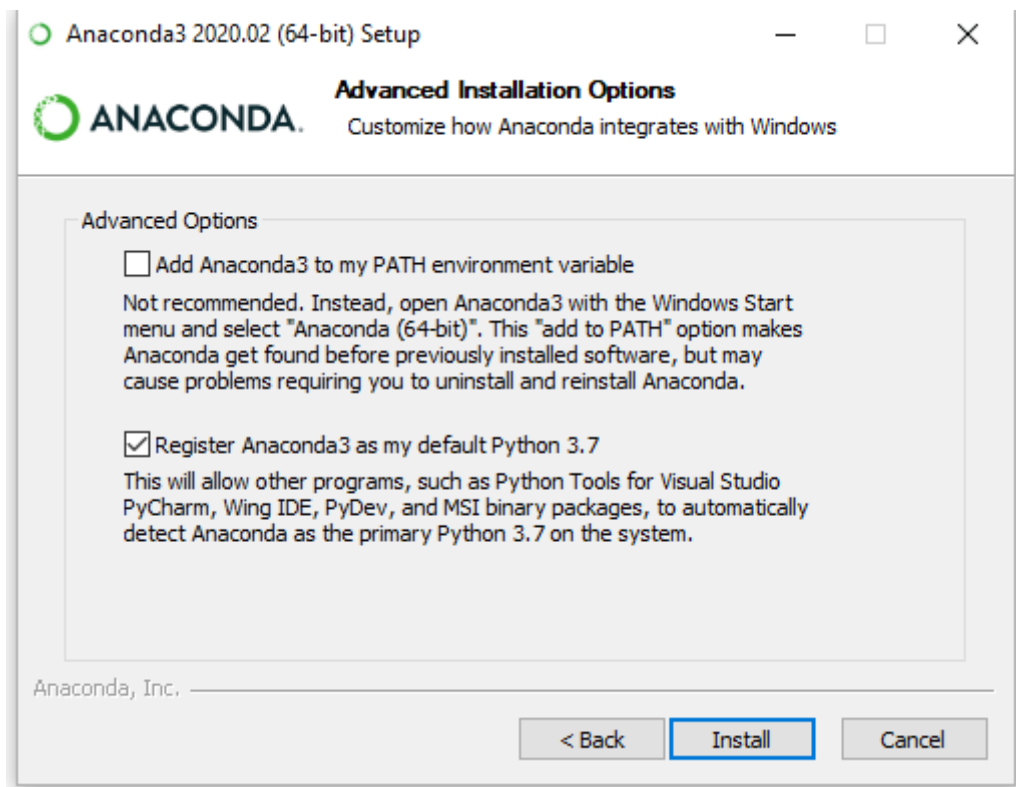 Anaconda3 2020.02 (64-bit) Setup
ANACONDA.
Advanced Installation Options
Customize how Anaconda integrates with Windows
Advanced Options
Add Anaconda3 to my PATH environment variable
Not recommended. Instead, open Anaconda3 with the Windows Start
menu and select "Anaconda (64-bit)". This "add to PATH" option makes
Anaconda get found before previously installed software, but may
cause problems requiring you to uninstall and reinstall Anaconda.
Register Anaconda3 as my default Python 3.7
This will allow other programs, such as Python Tools for Visual Studio
PyCharm, Wing IDE, PyDev, and MSI binary packages, to automatically
detect Anaconda as the primary Python 3.7 on the system.
Anaconda, Inc.
< Back
Install
Cancel